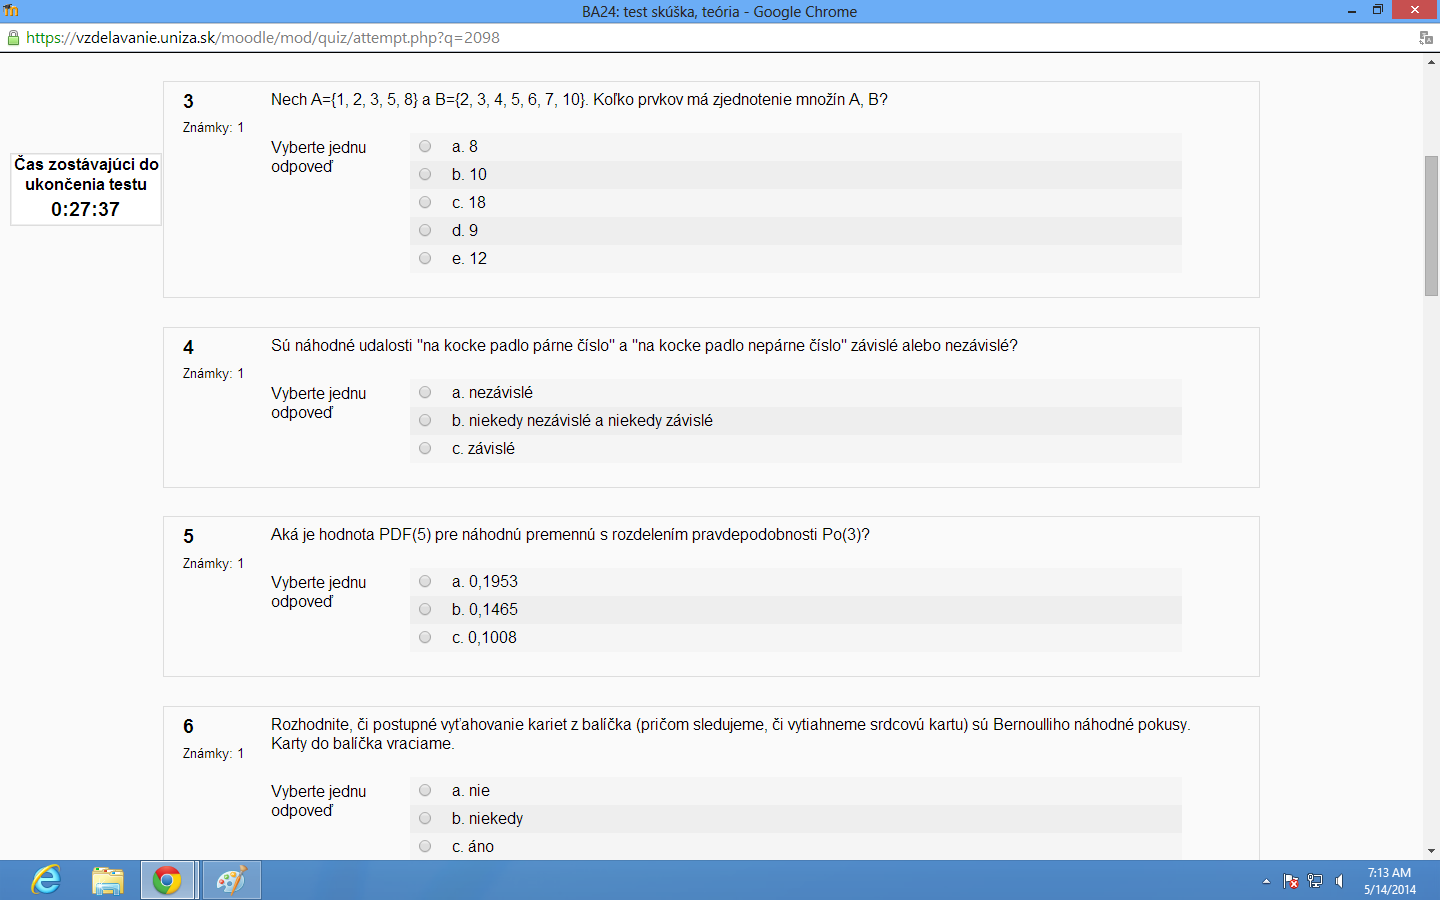 BA24: test skúška, teória - Google Chrome
https://vzdelavanie.uniza.sk/moodle/mod/quiz/attempt.php?q=2098
Čas zostávajúci do
ukončenia testu
0:27:37
3
Známky: 1
Nech A={1, 2, 3, 5, 8} a B={2, 3, 4, 5, 6, 7, 10}. Koľko prvkov má zjednotenie množín A, B?
Vyberte jednu
odpoveď
a. 8
b. 10
c. 18
d. 9
e. 12
4
Známky: 1
Sú náhodné udalosti "na kocke padlo párne číslo" a "na kocke padlo nepárne číslo" závislé alebo nezávislé?
Vyberte jednu
odpoveď
a. nezávislé
b. niekedy nezávislé a niekedy závislé
c. závislé
5
Známky: 1
Aká je hodnota PDF(5) pre náhodnú premennú s rozdelením pravdepodobnosti Po(3)?
Vyberte jednu
odpoveď
a. 0,1953
b. 0,1465
c. 0,1008
6
Známky: 1
Rozhodnite, či postupné vyťahovanie kariet z balíčka (pričom sledujeme, či vytiahneme srdcovú kartu) sú Bernoulliho náhodné pokusy.
Karty do balíčka vraciame.
Vyberte jednu
odpoveď
a. nie
b. niekedy
c. áno
7:13 AM
5/14/2014